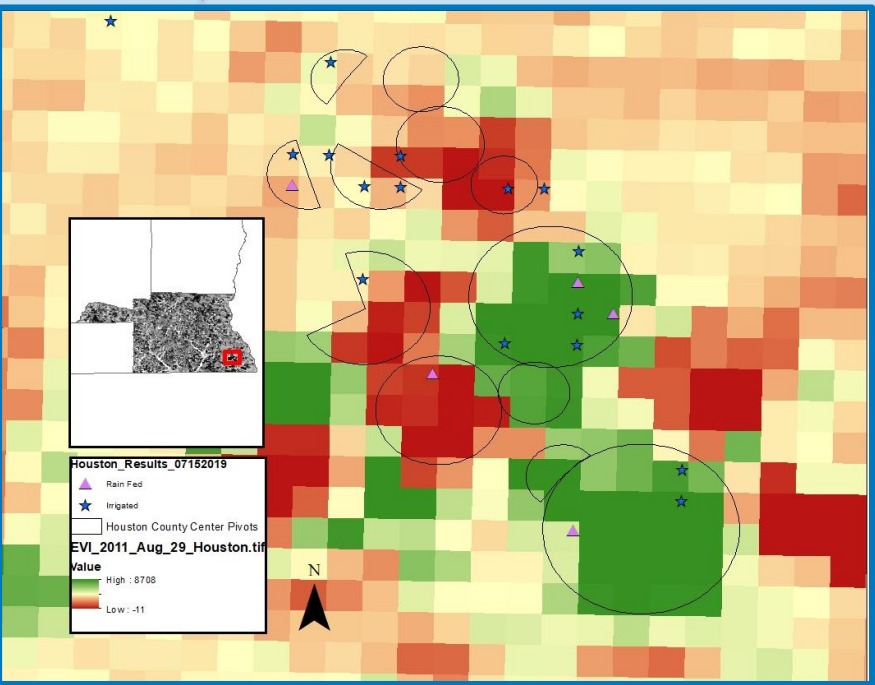 Houston_Results_07152019
Rain Fed
Irrigated
Houston County Center Pivots
EVI_2011_Aug_29_Houston.tif
Value
High : 8708
Low : -11
N